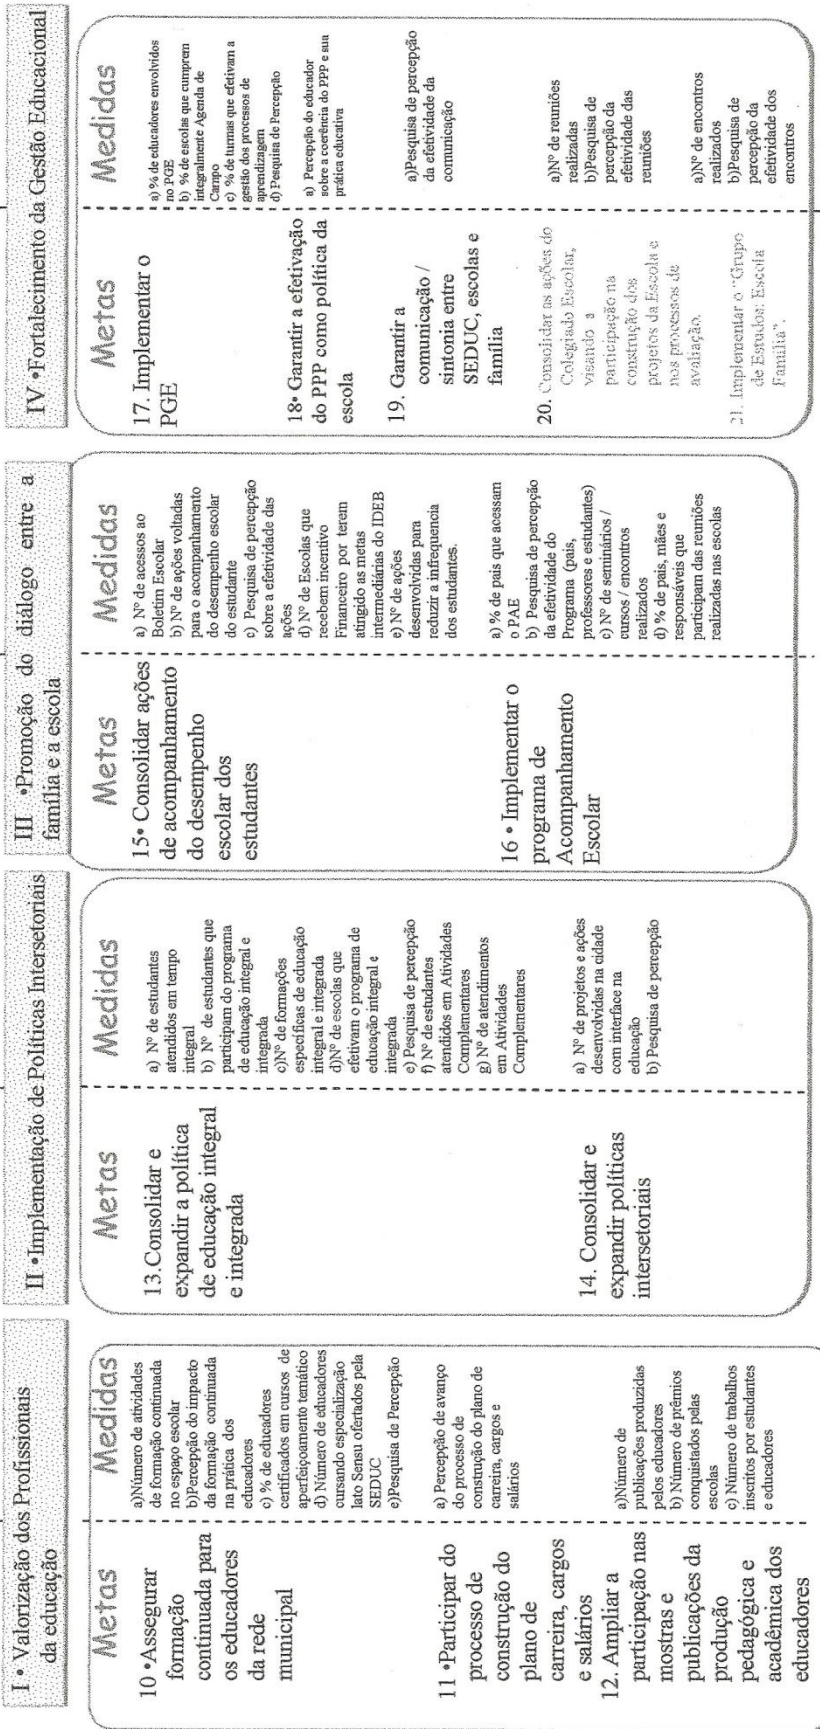 I • Valorização dos Profissionais
da educação
Metas
10 •Assegurar
formação
continuada para
os educadores
da rede
municipal
11 •Participar do
processo de
construção do
plano de
carreira, cargos
e salários
12. Ampliar a
participação nas
mostras e
publicações da
produção
pedagógica e
acadêmica dos
educadores
Medidas
a)Número de atividades
de formação continuada
no espaço escolar
b)Percepção do impacto
da formação continuada
na prática dos
educadores
c) % de educadores
certificados em cursos de
aperfeiçoamento temático
d) Número de educadores
cursando especialização
lato Sensu ofertados pela
SEDUC
e)Pesquisa de Percepção
a) Percepção de avanço
do processo de
construção do plano de
carreira, cargos e
salários
a)Número de
publicações produzidas
pelos educadores
b) Número de prêmios
conquistados pelas
escolas
c) Número de trabalhos
inscritos por estudantes
e educadores
II •Implementação de Políticas Intersetoriais
Metas
13.Consolidar e
expandir a política
de educação integral
e integrada
14. Consolidar e
expandir políticas
intersetoriais
Medidas
a) Nº de estudantes
atendidos em tempo
integral
b) Nº de estudantes que
participam do programa
de educação integral e
integrada
c)Nº de formações
específicas de educação
integral e integrada
d)Nº de escolas que
efetivam o programa de
educação integral e
integrada
e) Pesquisa de percepção
f) Nº de estudantes
atendidos em Atividades
Complementares
g) Nº de atendimentos
em Atividades
Complementares
a) Nº de projetos e ações
desenvolvidas na cidade
com interface na
educação
b) Pesquisa de percepção
III •Promoção do diálogo entre a
família e a escola
Metas
15• Consolidar ações
de acompanhamento
do desempenho
escolar dos
estudantes
16 • Implementar o
programa de
Acompanhamento
Escolar
Medidas
a) Nº de acessos ao
Boletim Escolar
b) Nº de ações voltadas
para o acompanhamento
do desempenho escolar
do estudante
c) Pesquisa de percepção
sobre a efetividade das
ações
d) Nº de Escolas que
recebem incentivo
Financeiro por terem
atingido as metas
intermediárias do IDEB
e) Nº de ações
desenvolvidas para
reduzir a infrequencia
dos estudantes.
a) % de pais que acessam
o PAE
b) Pesquisa de percepção
da efetividade do
Programa (pais,
professores e estudantes)
c) Nº de seminários /
cursos / encontros
realizados
d) % de pais, mães e
responsáveis que
participam das reuniões
realizadas nas escolas
IV •Fortalecimento da Gestão Educacional
Metas
17. Implementar o
PGE
18• Garantir a efetivação
do PPP como política da
escola
19. Garantir a
comunicação /
sintonia entre
SEDUC, escolas e
família
20. Consolidar as ações do
Colegiado Escolar,
visando a
participação na
construção dos
projetos da Escola e
nos processos de
avaliação.
21. Implementar o "Grupo
de Estudos: Escola
Família".
Medidas
a) % de educadores envolvidos
no PGE
b) % de escolas que cumprem
integralmente Agenda de
Campo
c) % de turmas que efetivam a
gestão dos processos de
aprendizagem
d) Pesquisa de Percepção
a) Percepção do educador
sobre a coerência do PPP e sua
prática educativa
a)Pesquisa de percepção
da efetividade da
comunicação
a)Nº de reuniões
realizadas
b)Pesquisa de
percepção da
efetividade das
reuniões
a)Nº de encontros
realizados
b)Pesquisa de
percepção da
efetividade dos
encontros